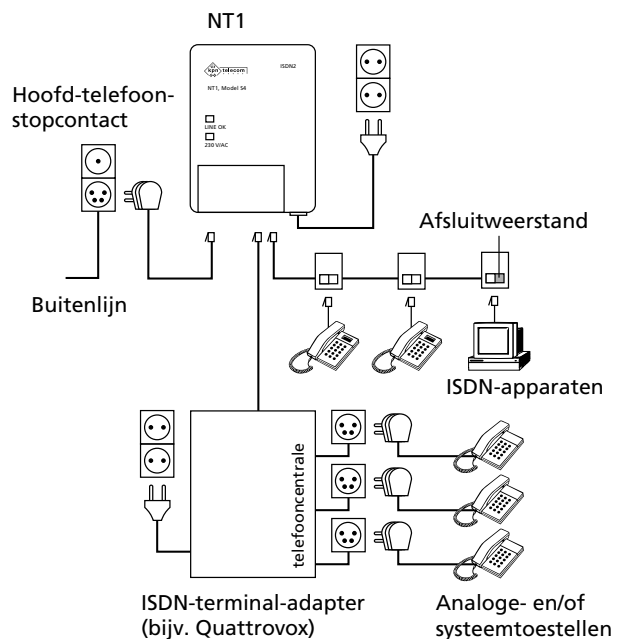 NT1
kpn telecom
ISDN2
NT1, Model S4
LINE OK
230 V/AC
Hoofd-telefoon-
stopcontact
Afsluitweerstand
Buitenlijn
ISDN-apparaten
telefooncentrale
ISDN-terminal-adapter
(bijv. Quattrovox)
Analoge- en/of
systeemtoestellen